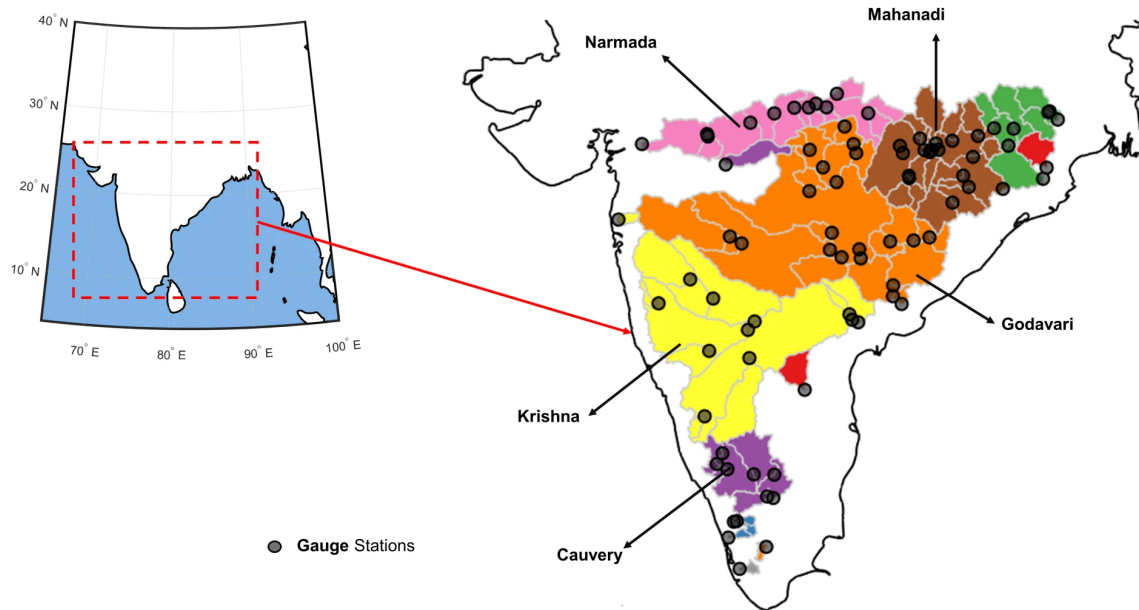 40° N
30° N
20° N
10° N
70° E
80° E
90° E
100° E
Mahanadi
Narmada
Godavari
Krishna
Cauvery
Gauge Stations